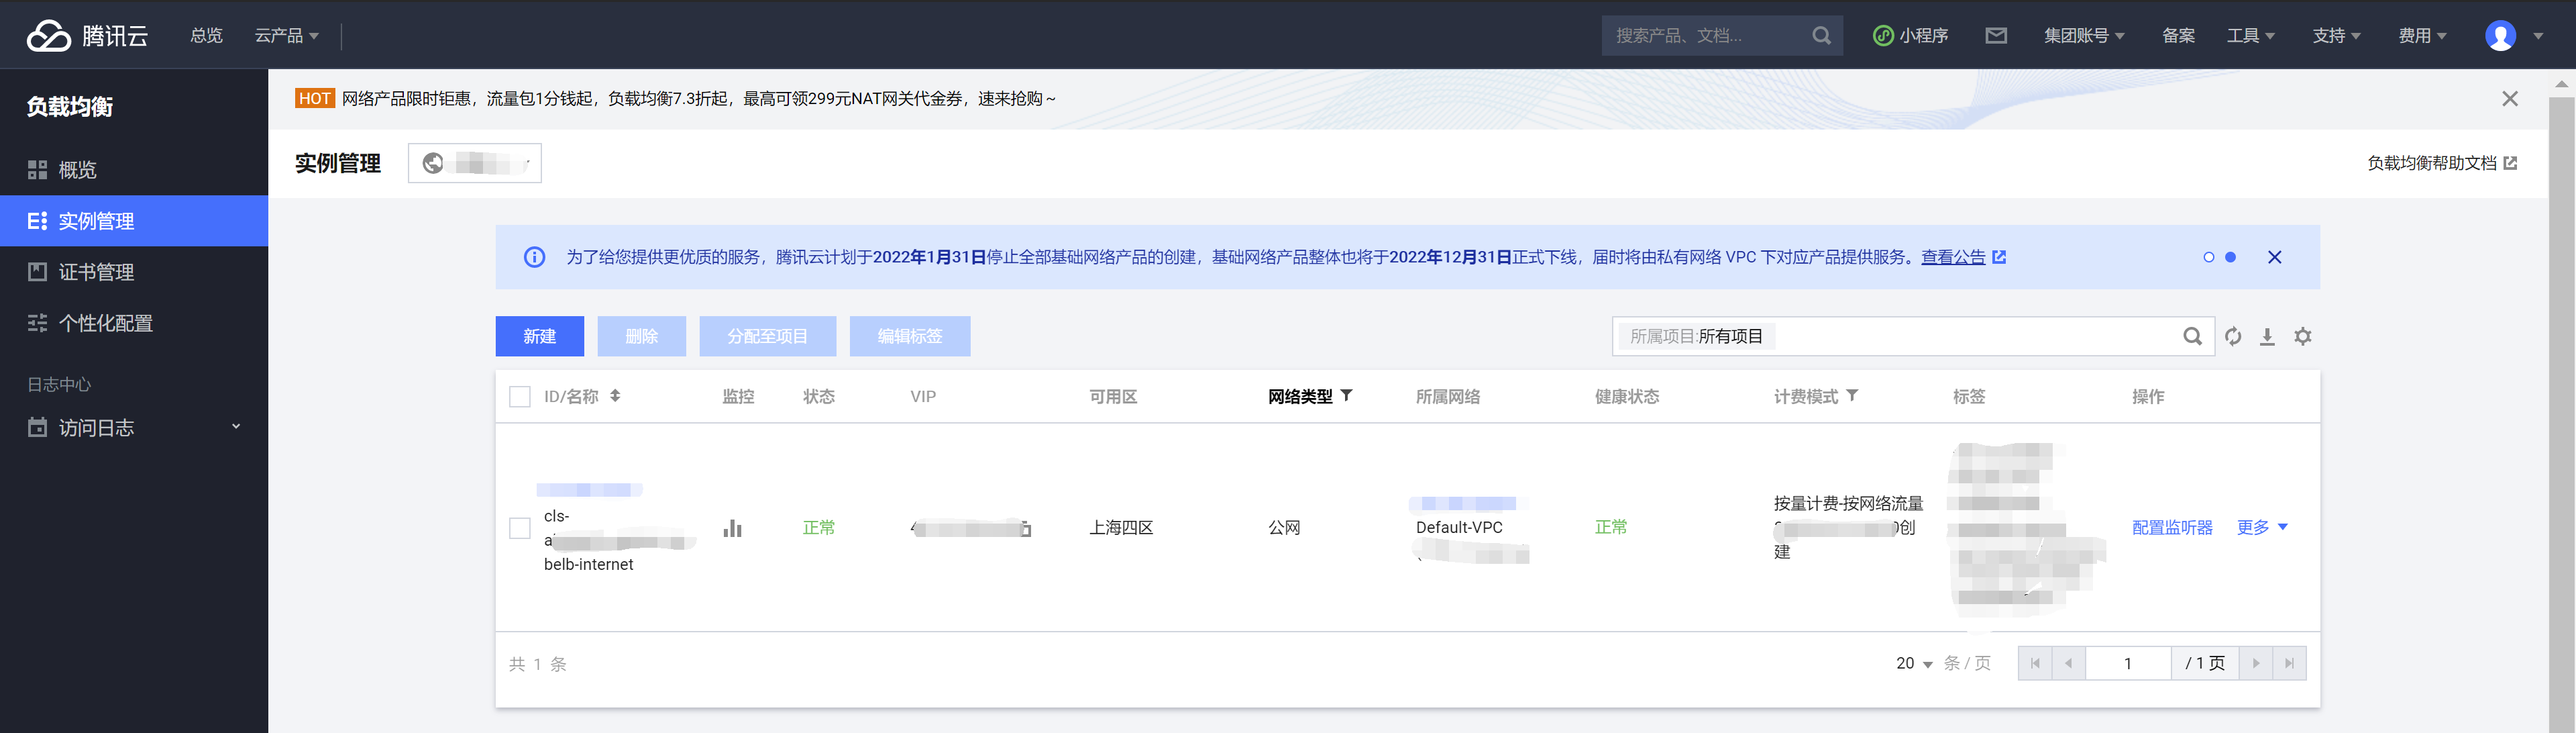 腾讯云 总览 云产品 搜索产品、文档... 小程序 集团账号 备案 工具 支持 费用
负载均衡
概览
实例管理
证书管理
个性化配置
日志中心
访问日志
HOT 网络产品限时钜惠，流量包1分钱起，负载均衡7.3折起，最高可领299元NAT网关代金券，速来抢购～
实例管理 负载均衡帮助文档
为了给您提供更优质的服务，腾讯云计划于2022年1月31日停止全部基础网络产品的创建，基础网络产品整体也将于2022年12月31日正式下线，届时将由私有网络 VPC 下对应产品提供服务。查看公告
新建 删除 分配至项目 编辑标签 所属项目:所有项目
ID/名称 监控 状态 VIP 可用区 网络类型 所属网络 健康状态 计费模式 标签 操作
按量计费-按网络流量
cls-
正常 上海四区 公网 Default-VPC 正常 创 配置监听器 更多
建
belb-internet
共 1 条 20 条 / 页 1 / 1 页